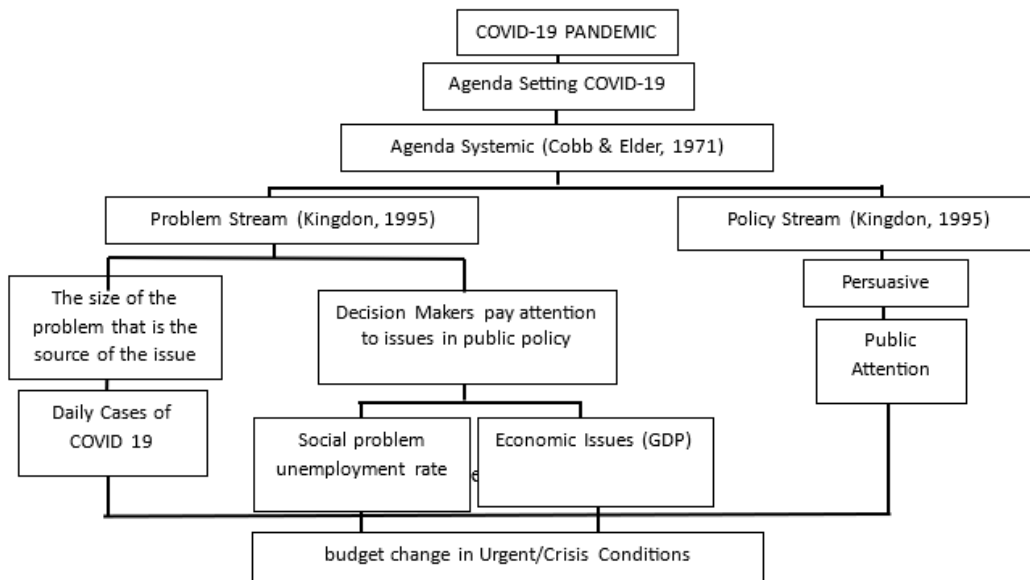 COVID-19 PANDEMIC
Agenda Setting COVID-19
Agenda Systemic (Cobb & Elder, 1971)
Problem Stream (Kingdon, 1995)
Policy Stream (Kingdon, 1995)
The size of the
problem that is the
source of the issue
Decision Makers pay attention
to issues in public policy
Persuasive
Public
Attention
Daily Cases of
COVID 19
Social problem
unemployment rate
Economic Issues (GDP)
budget change in Urgent/Crisis Conditions